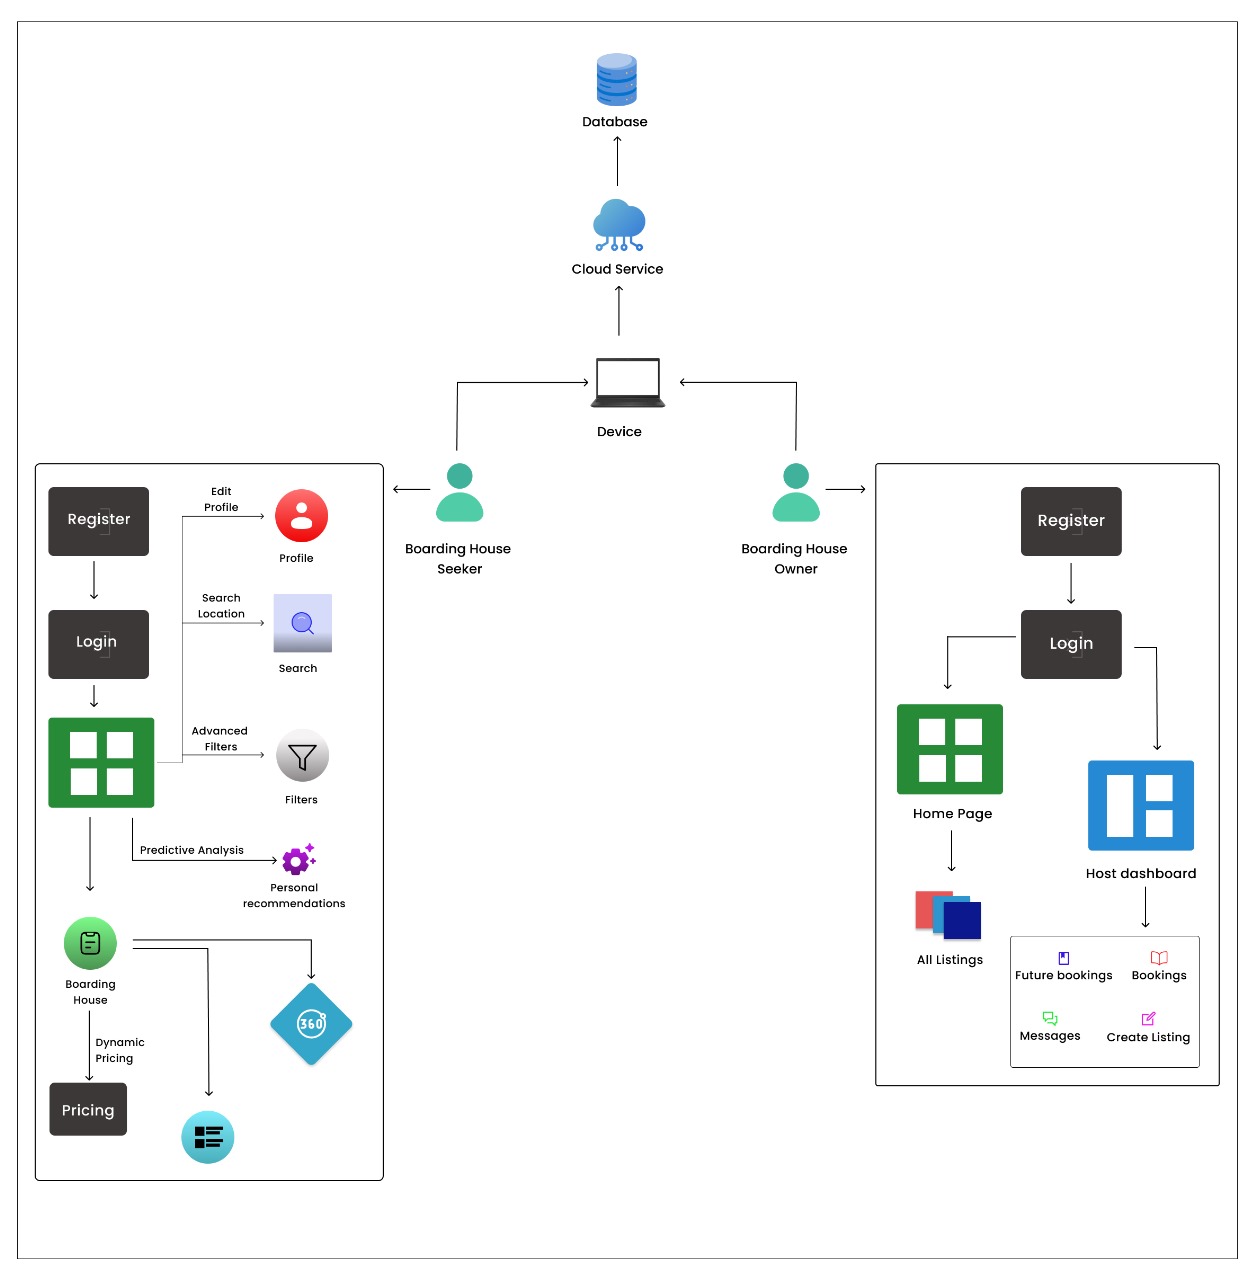 Database
Cloud Service
Device
Boarding House
Seeker
Boarding House
Owner
Register
Edit
Profile
Profile
Search
Location
Login
Search
Advanced
Filters
Filters
Predictive Analysis
Personal
recommendations
Boarding
House
360
Dynamic
Pricing
Pricing
Register
Login
Home Page
Host dashboard
All Listings
Future bookings
Bookings
Messages
Create Listing